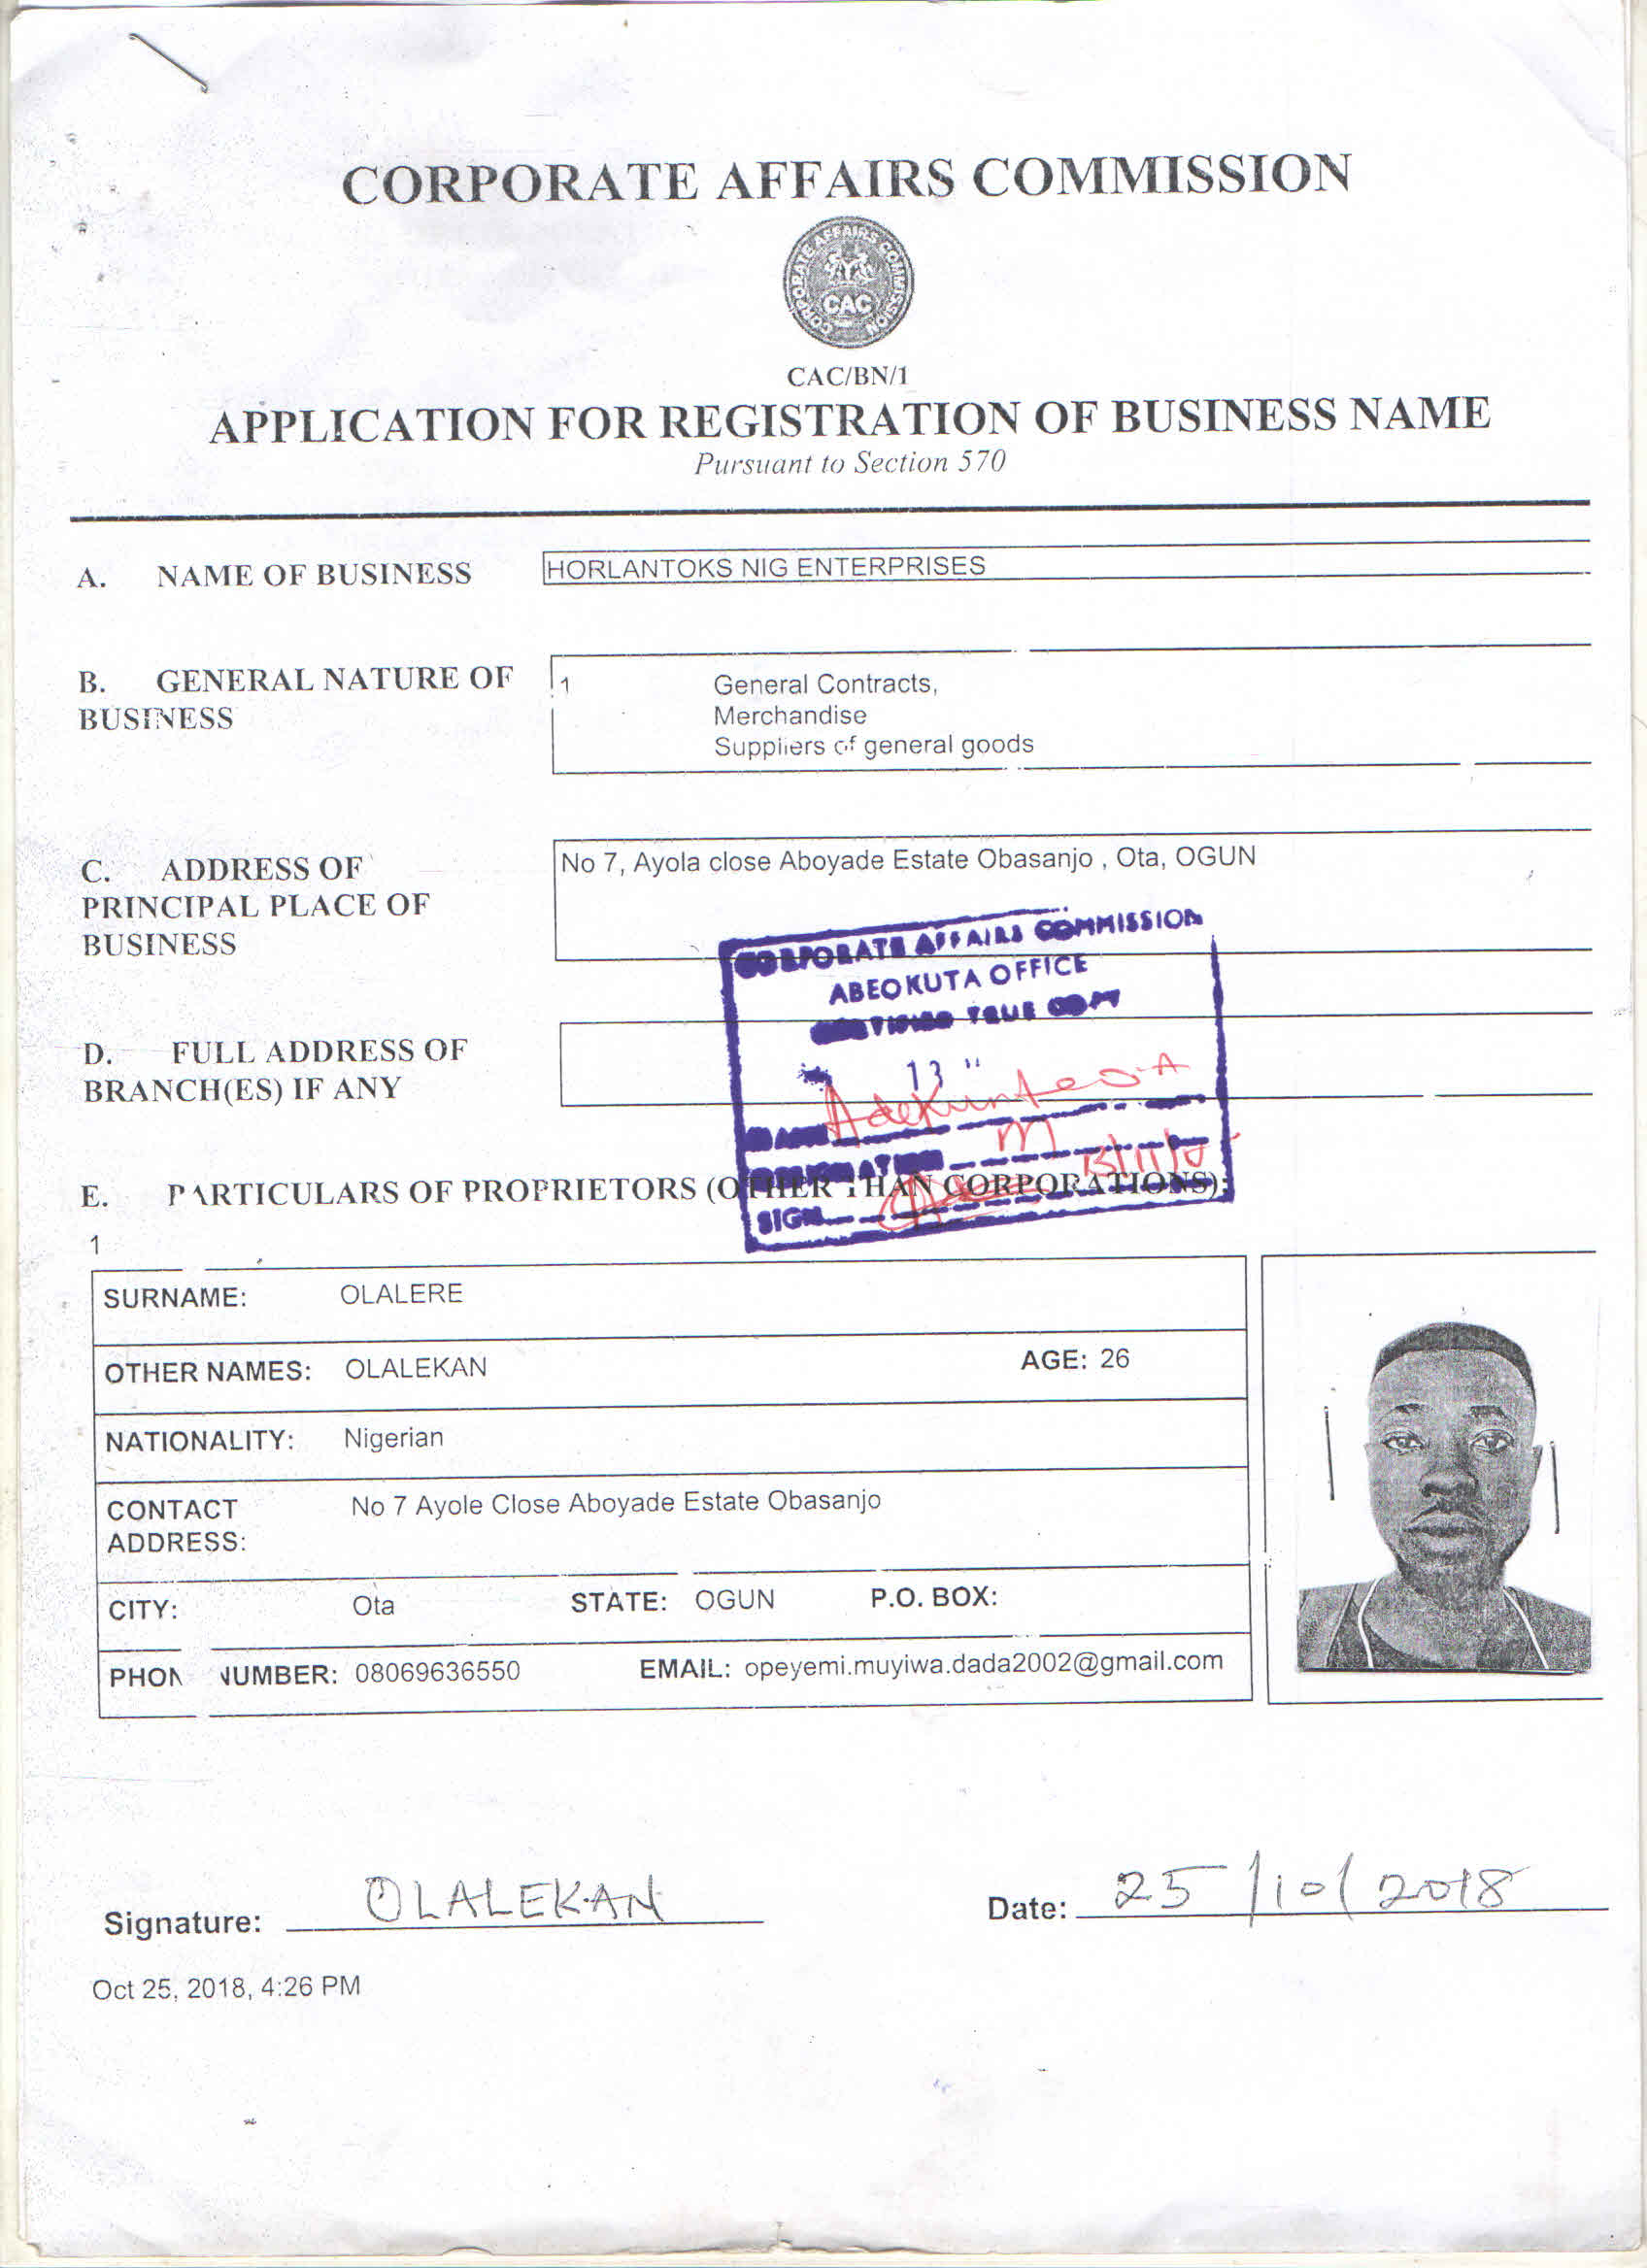 CORPORATE AFFAIRS COMMISSION
CORPORATE AFFAIRS COMMISSION
CAC
CAC/BN/1
APPLICATION FOR REGISTRATION OF BUSINESS NAME
Pursuant to Section 570
A. NAME OF BUSINESS HORLANTOKS NIG ENTERPRISES
B. GENERAL NATURE OF BUSINESS
1 General Contracts,
Merchandise
Suppliers of general goods
C. ADDRESS OF PRINCIPAL PLACE OF BUSINESS
No 7, Ayola close Aboyade Estate Obasanjo , Ota, OGUN
CORPORATE AFFAIRS COMMISSION
ABEOKUTA OFFICE
CERTIFIED TRUE COPY
13
D. FULL ADDRESS OF
BRANCH(ES) IF ANY
NAME
DESIGNATION M
SIGN
E. PARTICULARS OF PROPRIETORS (OTHER THAN CORPORATIONS):
1
SURNAME: OLALERE
OTHER NAMES: OLALEKAN AGE: 26
NATIONALITY: Nigerian
CONTACT ADDRESS: No 7 Ayole Close Aboyade Estate Obasanjo
CITY: Ota STATE: OGUN P.O. BOX:
PHON NUMBER: 08069636550 EMAIL: opeyemi.muyiwa.dada2002@gmail.com
Signature: OLALEKAN Date: 25/10/2018
Oct 25, 2018, 4:26 PM